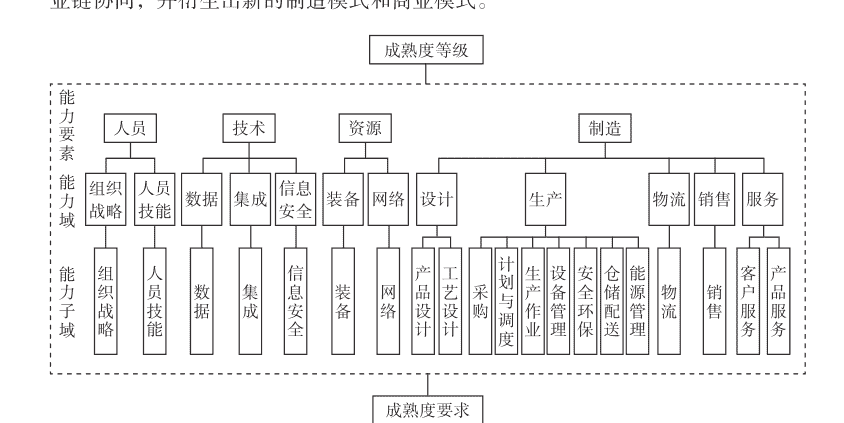 业链协同，并衍生出新的制造模式和商业模式。
成熟度等级
能力要素
人员
技术
资源
制造
能力域
组织
战略
人员
技能
数据
集成
信息
安全
装备
网络
设计
生产
物流
销售
服务
能力子域
组织战略
人员技能
数据
集成
信息安全
装备
网络
产品设计
工艺设计
采购
计划与调度
生产作业
设备管理
安全环保
仓储配送
能源管理
物流
销售
客户服务
产品服务
成熟度要求